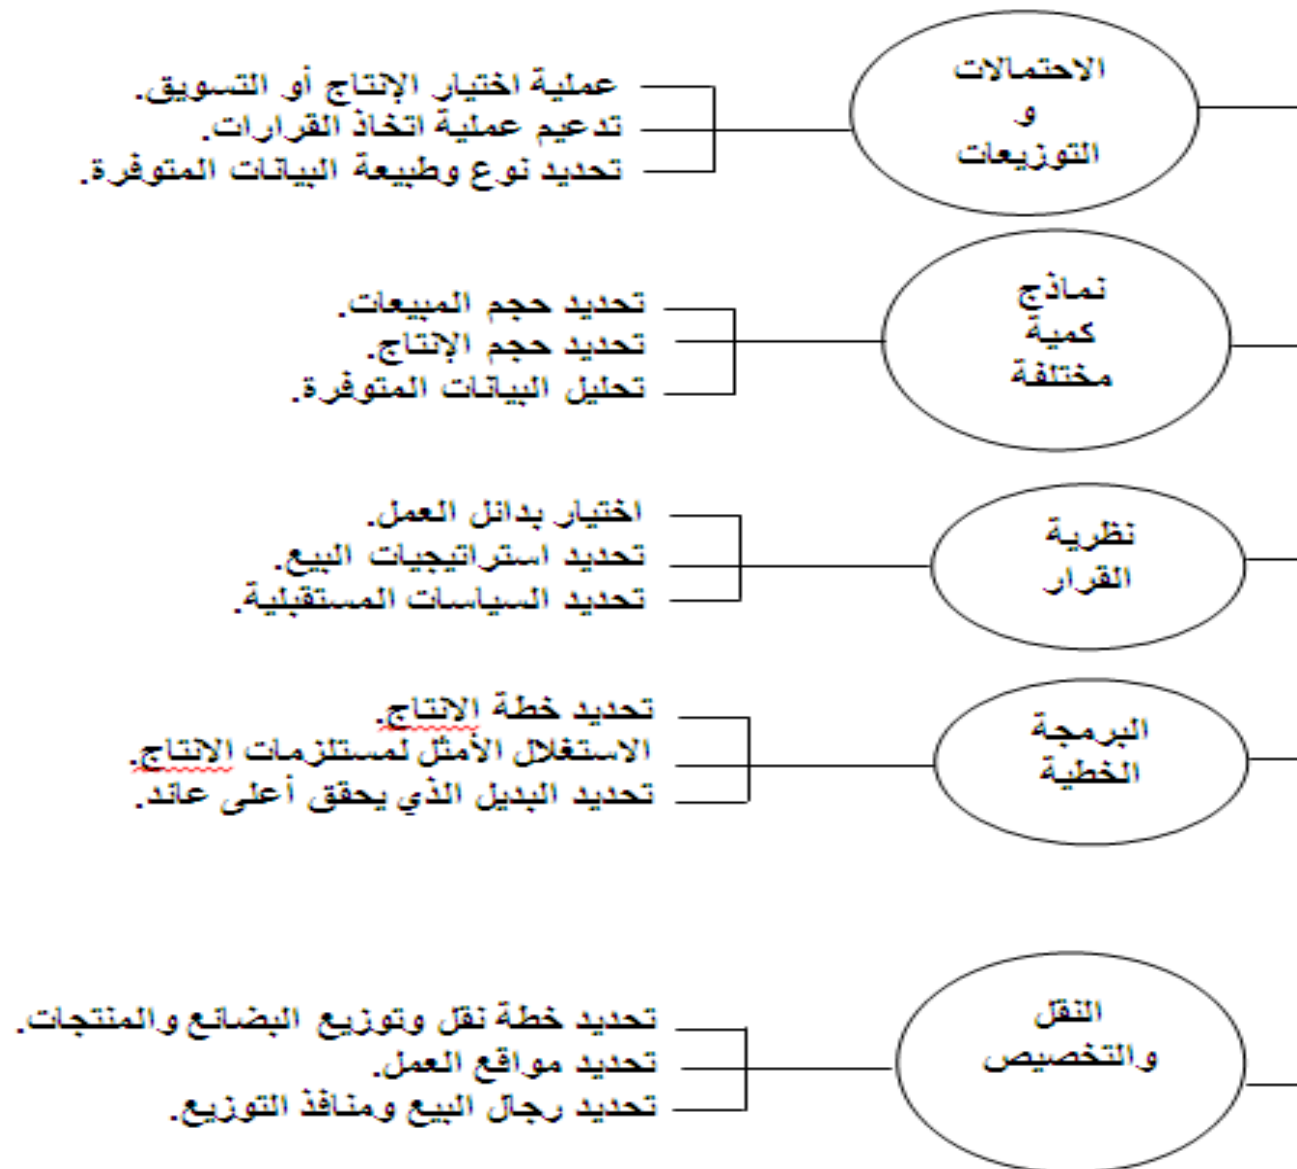 الاحتمالات
و
التوزيعات
عملية اختيار الإنتاج أو التسويق.
تدعيم عملية اتخاذ القرارات.
تحديد نوع وطبيعة البيانات المتوفرة.
نماذج
كمية
مختلفة
تحديد حجم المبيعات.
تحديد حجم الإنتاج.
تحليل البيانات المتوفرة.
نظرية
القرار
اختيار بدائل العمل.
تحديد استراتيجيات البيع.
تحديد السياسات المستقبلية.
البرمجة
الخطية
تحديد خطة الانتاج.
الاستغلال الأمثل لمستلزمات الانتاج.
تحديد البديل الذي يحقق أعلى عائد.
النقل
والتخصيص
تحديد خطة نقل وتوزيع البضائع والمنتجات.
تحديد مواقع العمل.
تحديد رجال البيع ومنافذ التوزيع.